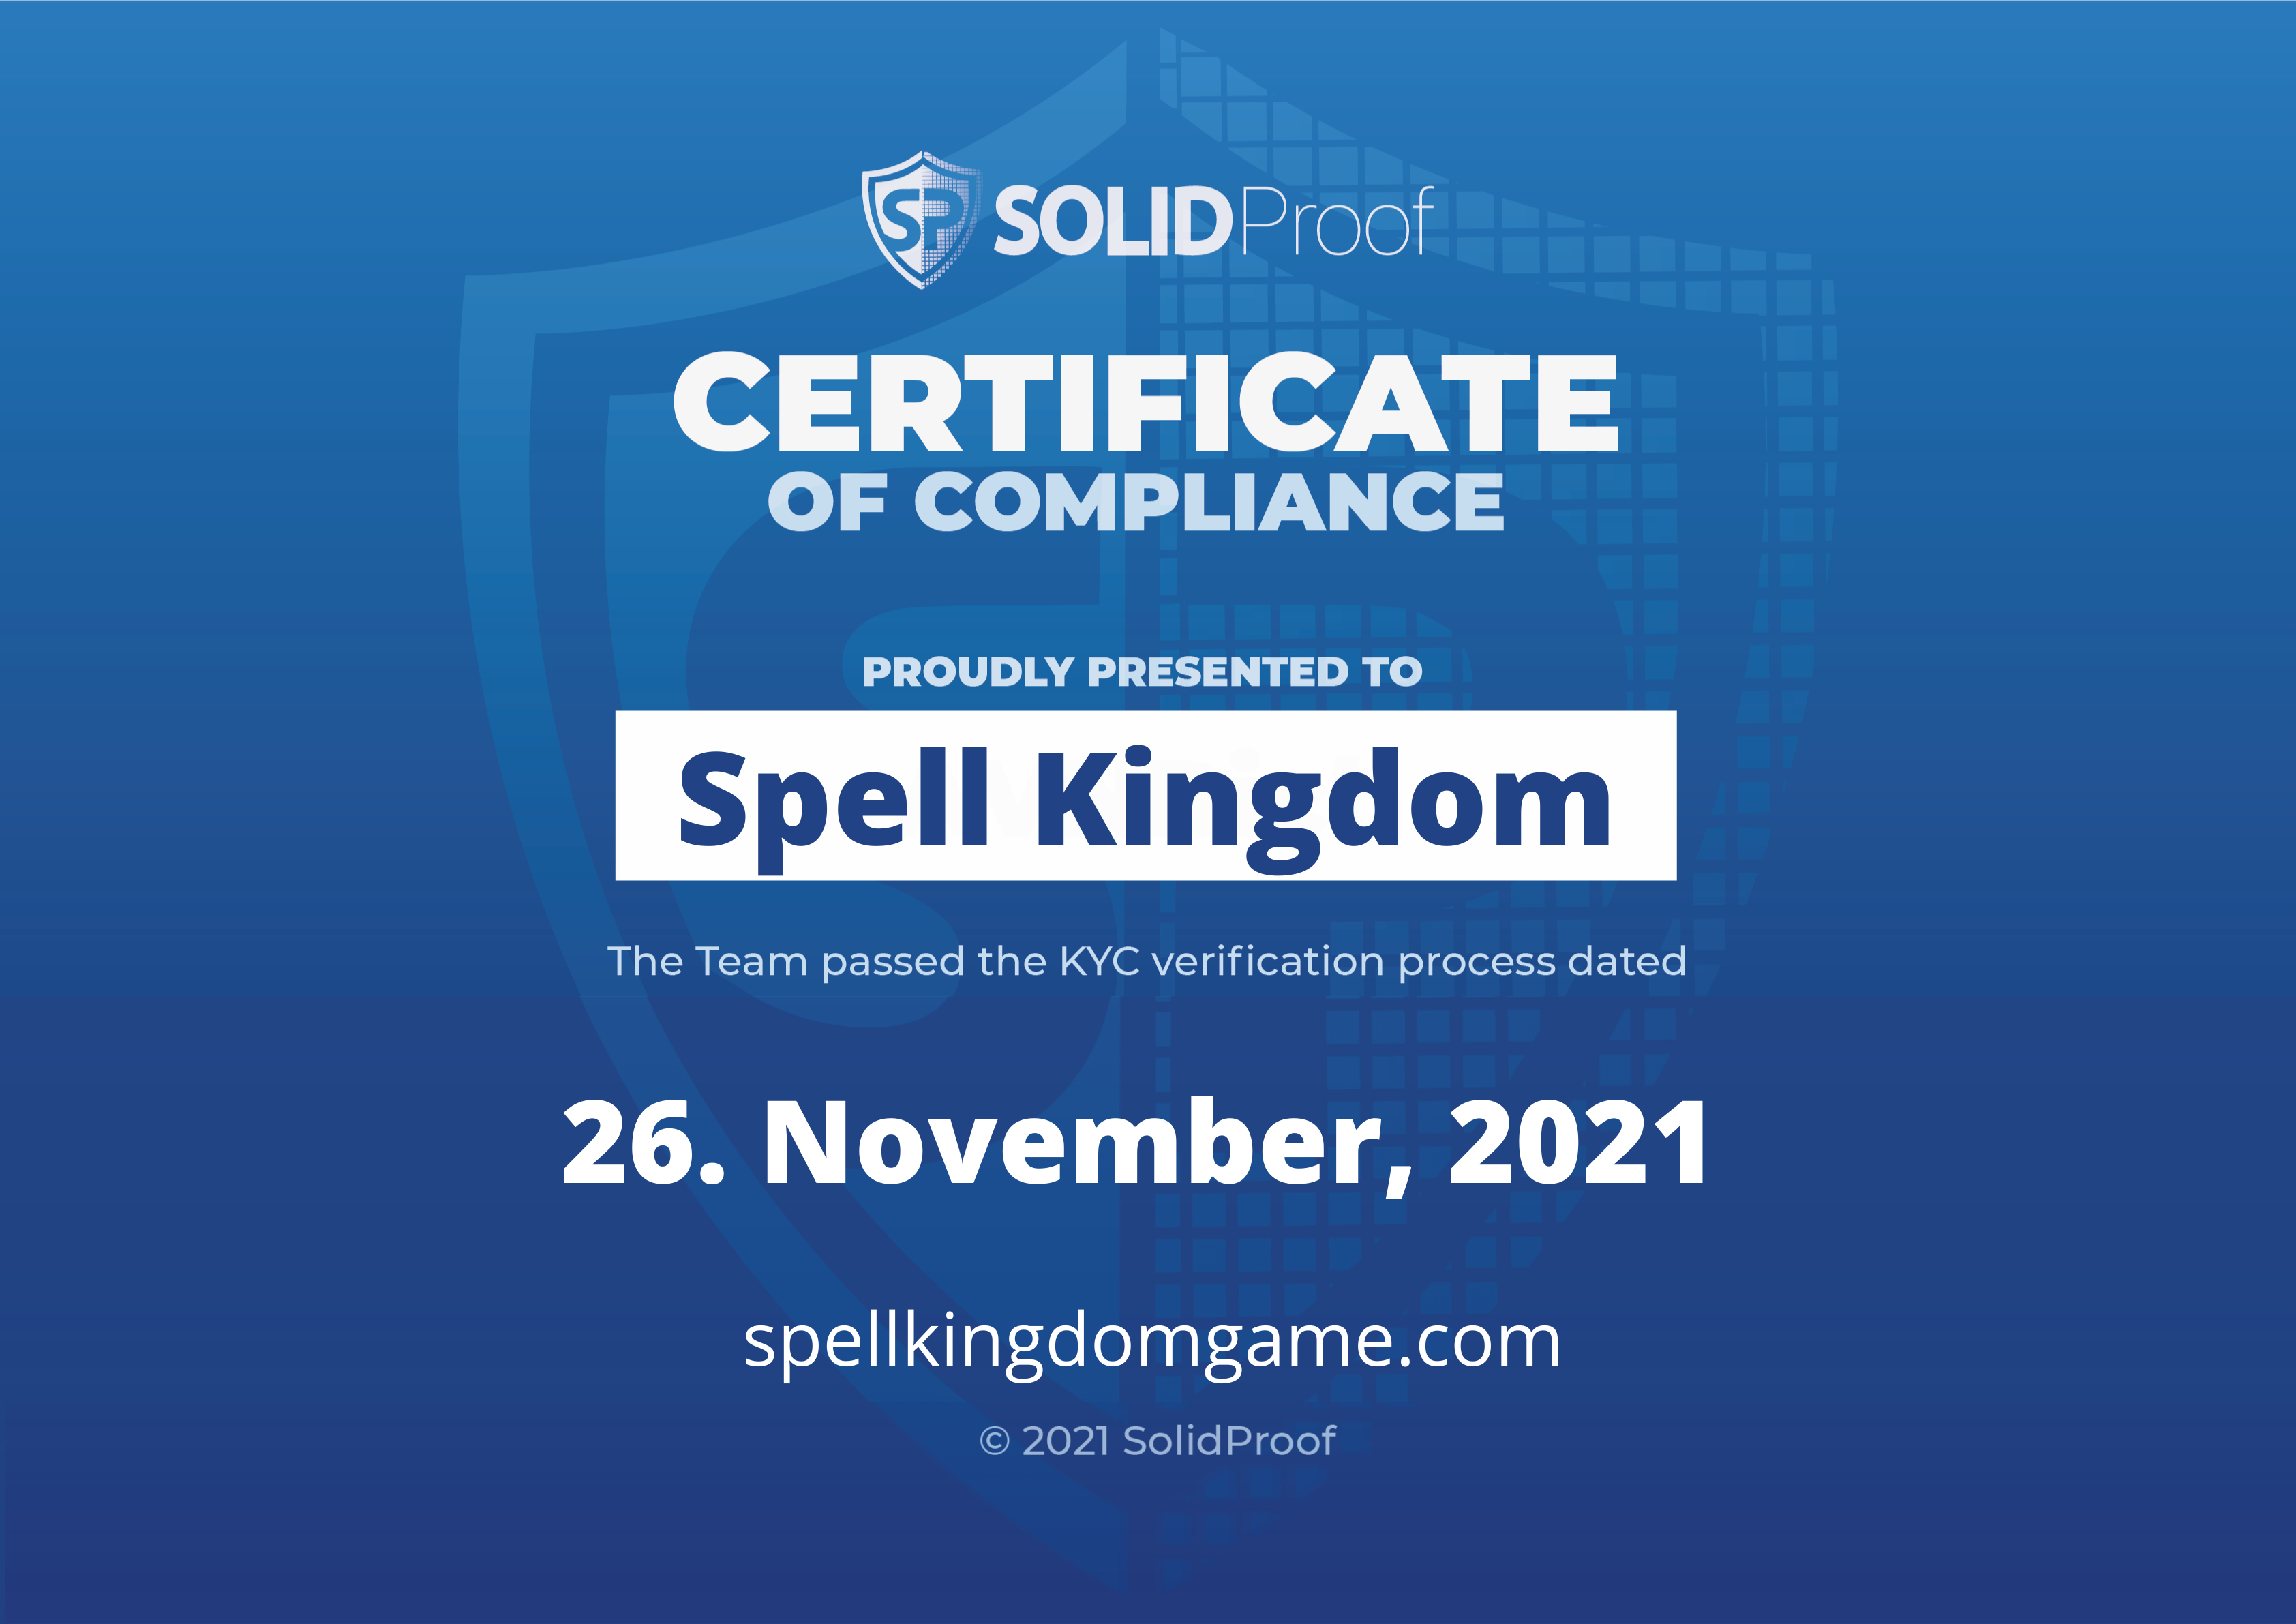 SP SOLIDProof
CERTIFICATE
OF COMPLIANCE
PROUDLY PRESENTED TO
Spell Kingdom
The Team passed the KYC verification process dated
26. November, 2021
spellkingdomgame.com
© 2021 SolidProof